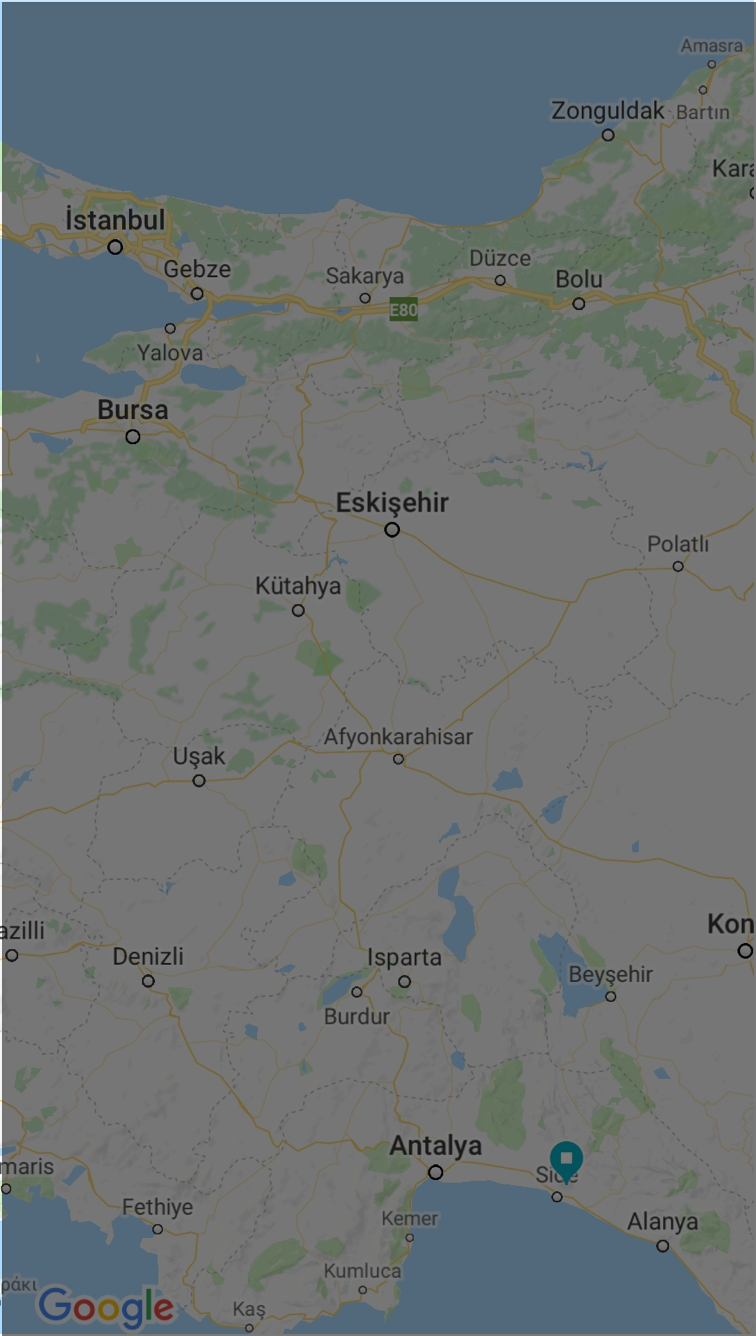 Amasra
Zonguldak
Bartın
Kara
İstanbul
Gebze
Sakarya
Düzce
Bolu
E80
Yalova
Bursa
Eskişehir
Polatlı
Kütahya
Afyonkarahisar
Uşak
azilli
Kon
Denizli
Isparta
Beyşehir
Burdur
Antalya
maris
Side
Fethiye
Kemer
Alanya
Kumluca
ράκι
Google
Kaş